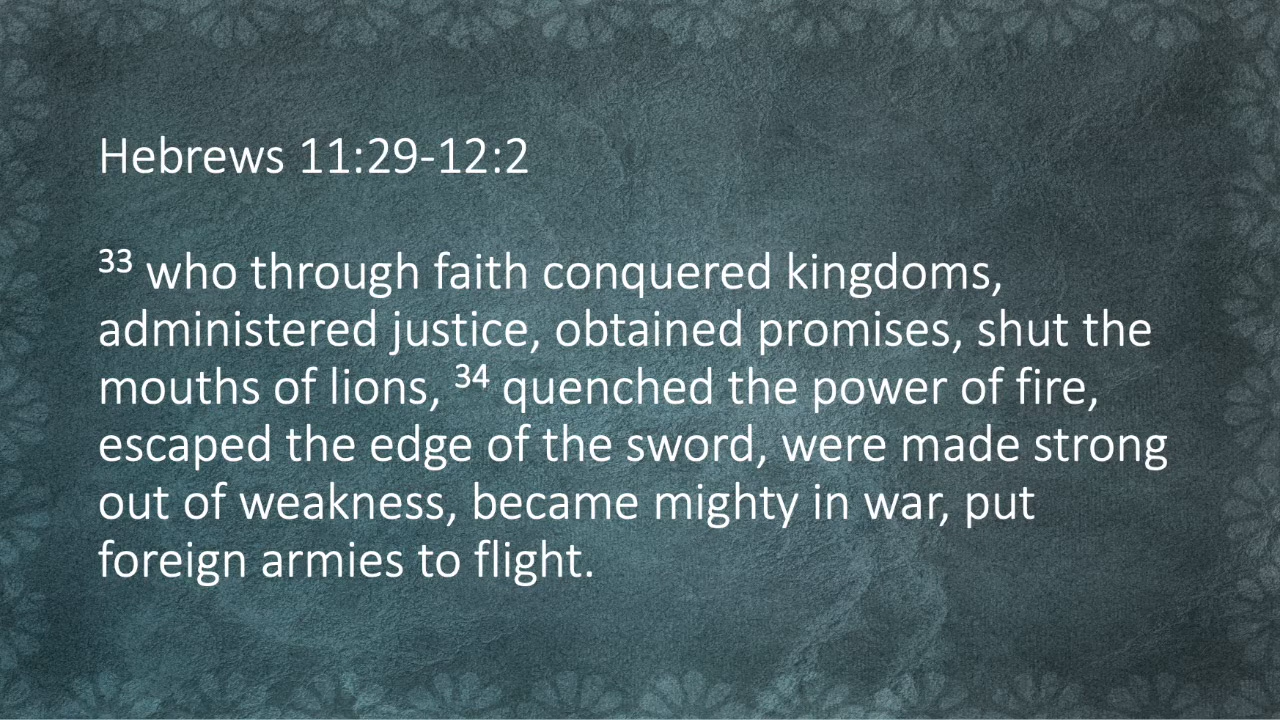 Hebrews 11:29-12:2
33 who through faith conquered kingdoms,
administered justice, obtained promises, shut the
mouths of lions, 34 quenched the power of fire,
escaped the edge of the sword, were made strong
out of weakness, became mighty in war, put
foreign armies to flight.